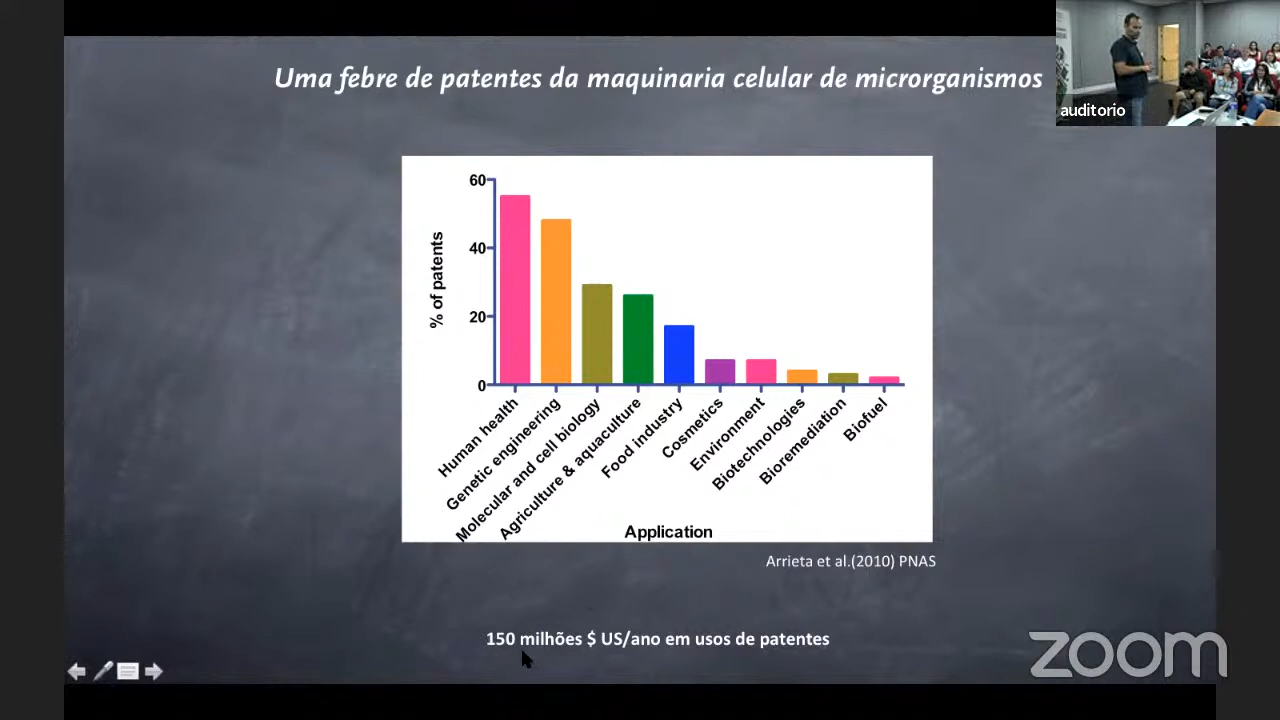 Uma febre de patentes da maquinaria celular de microrganismos
auditorio
60
40
20
0
% of patents
Human health
Genetic engineering
Molecular and cell biology
Agriculture & aquaculture
Food industry
Cosmetics
Environment
Biotechnologies
Bioremediation
Biofuel
Application
Arrieta et al.(2010) PNAS
150 milhões $ US/ano em usos de patentes
zoom